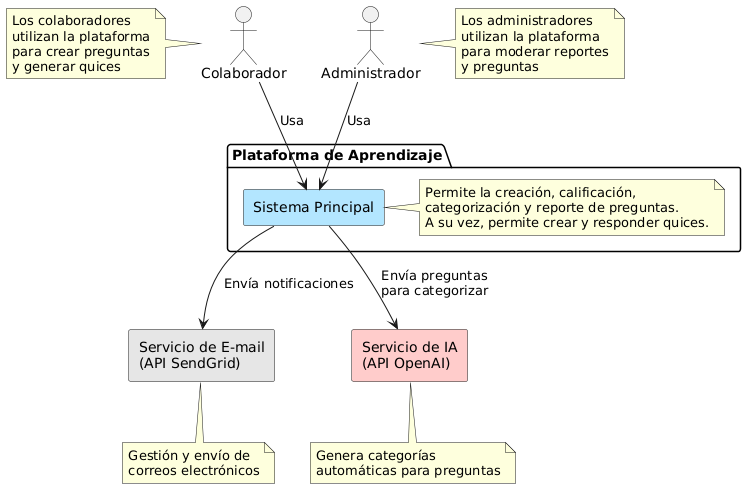 Los colaboradores
utilizan la plataforma
para crear preguntas
y generar quices
Los administradores
utilizan la plataforma
para moderar reportes
y preguntas
Colaborador
Administrador
Usa
Usa
Plataforma de Aprendizaje
Sistema Principal
Permite la creación, calificación,
categorización y reporte de preguntas.
A su vez, permite crear y responder quices.
Envía notificaciones
Envía preguntas
para categorizar
Servicio de E-mail
(API SendGrid)
Servicio de IA
(API OpenAI)
Gestión y envío de
correos electrónicos
Genera categorías
automáticas para preguntas